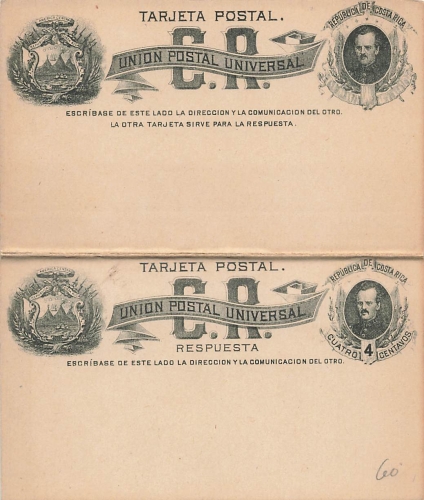 TARJETA POSTAL.
REPUBLICA DE COSTA RICA
C.R.
UNION POSTAL UNIVERSAL
ESCRÍBASE DE ESTE LADO LA DIRECCION Y LA COMUNICACION DEL OTRO.
LA OTRA TARJETA SIRVE PARA LA RESPUESTA.
TARJETA POSTAL.
REPUBLICA DE COSTA RICA
C.R.
UNION POSTAL UNIVERSAL
RESPUESTA
CUATRO 4 CENTAVOS
ESCRÍBASE DE ESTE LADO LA DIRECCION Y LA COMUNICACION DEL OTRO.
60